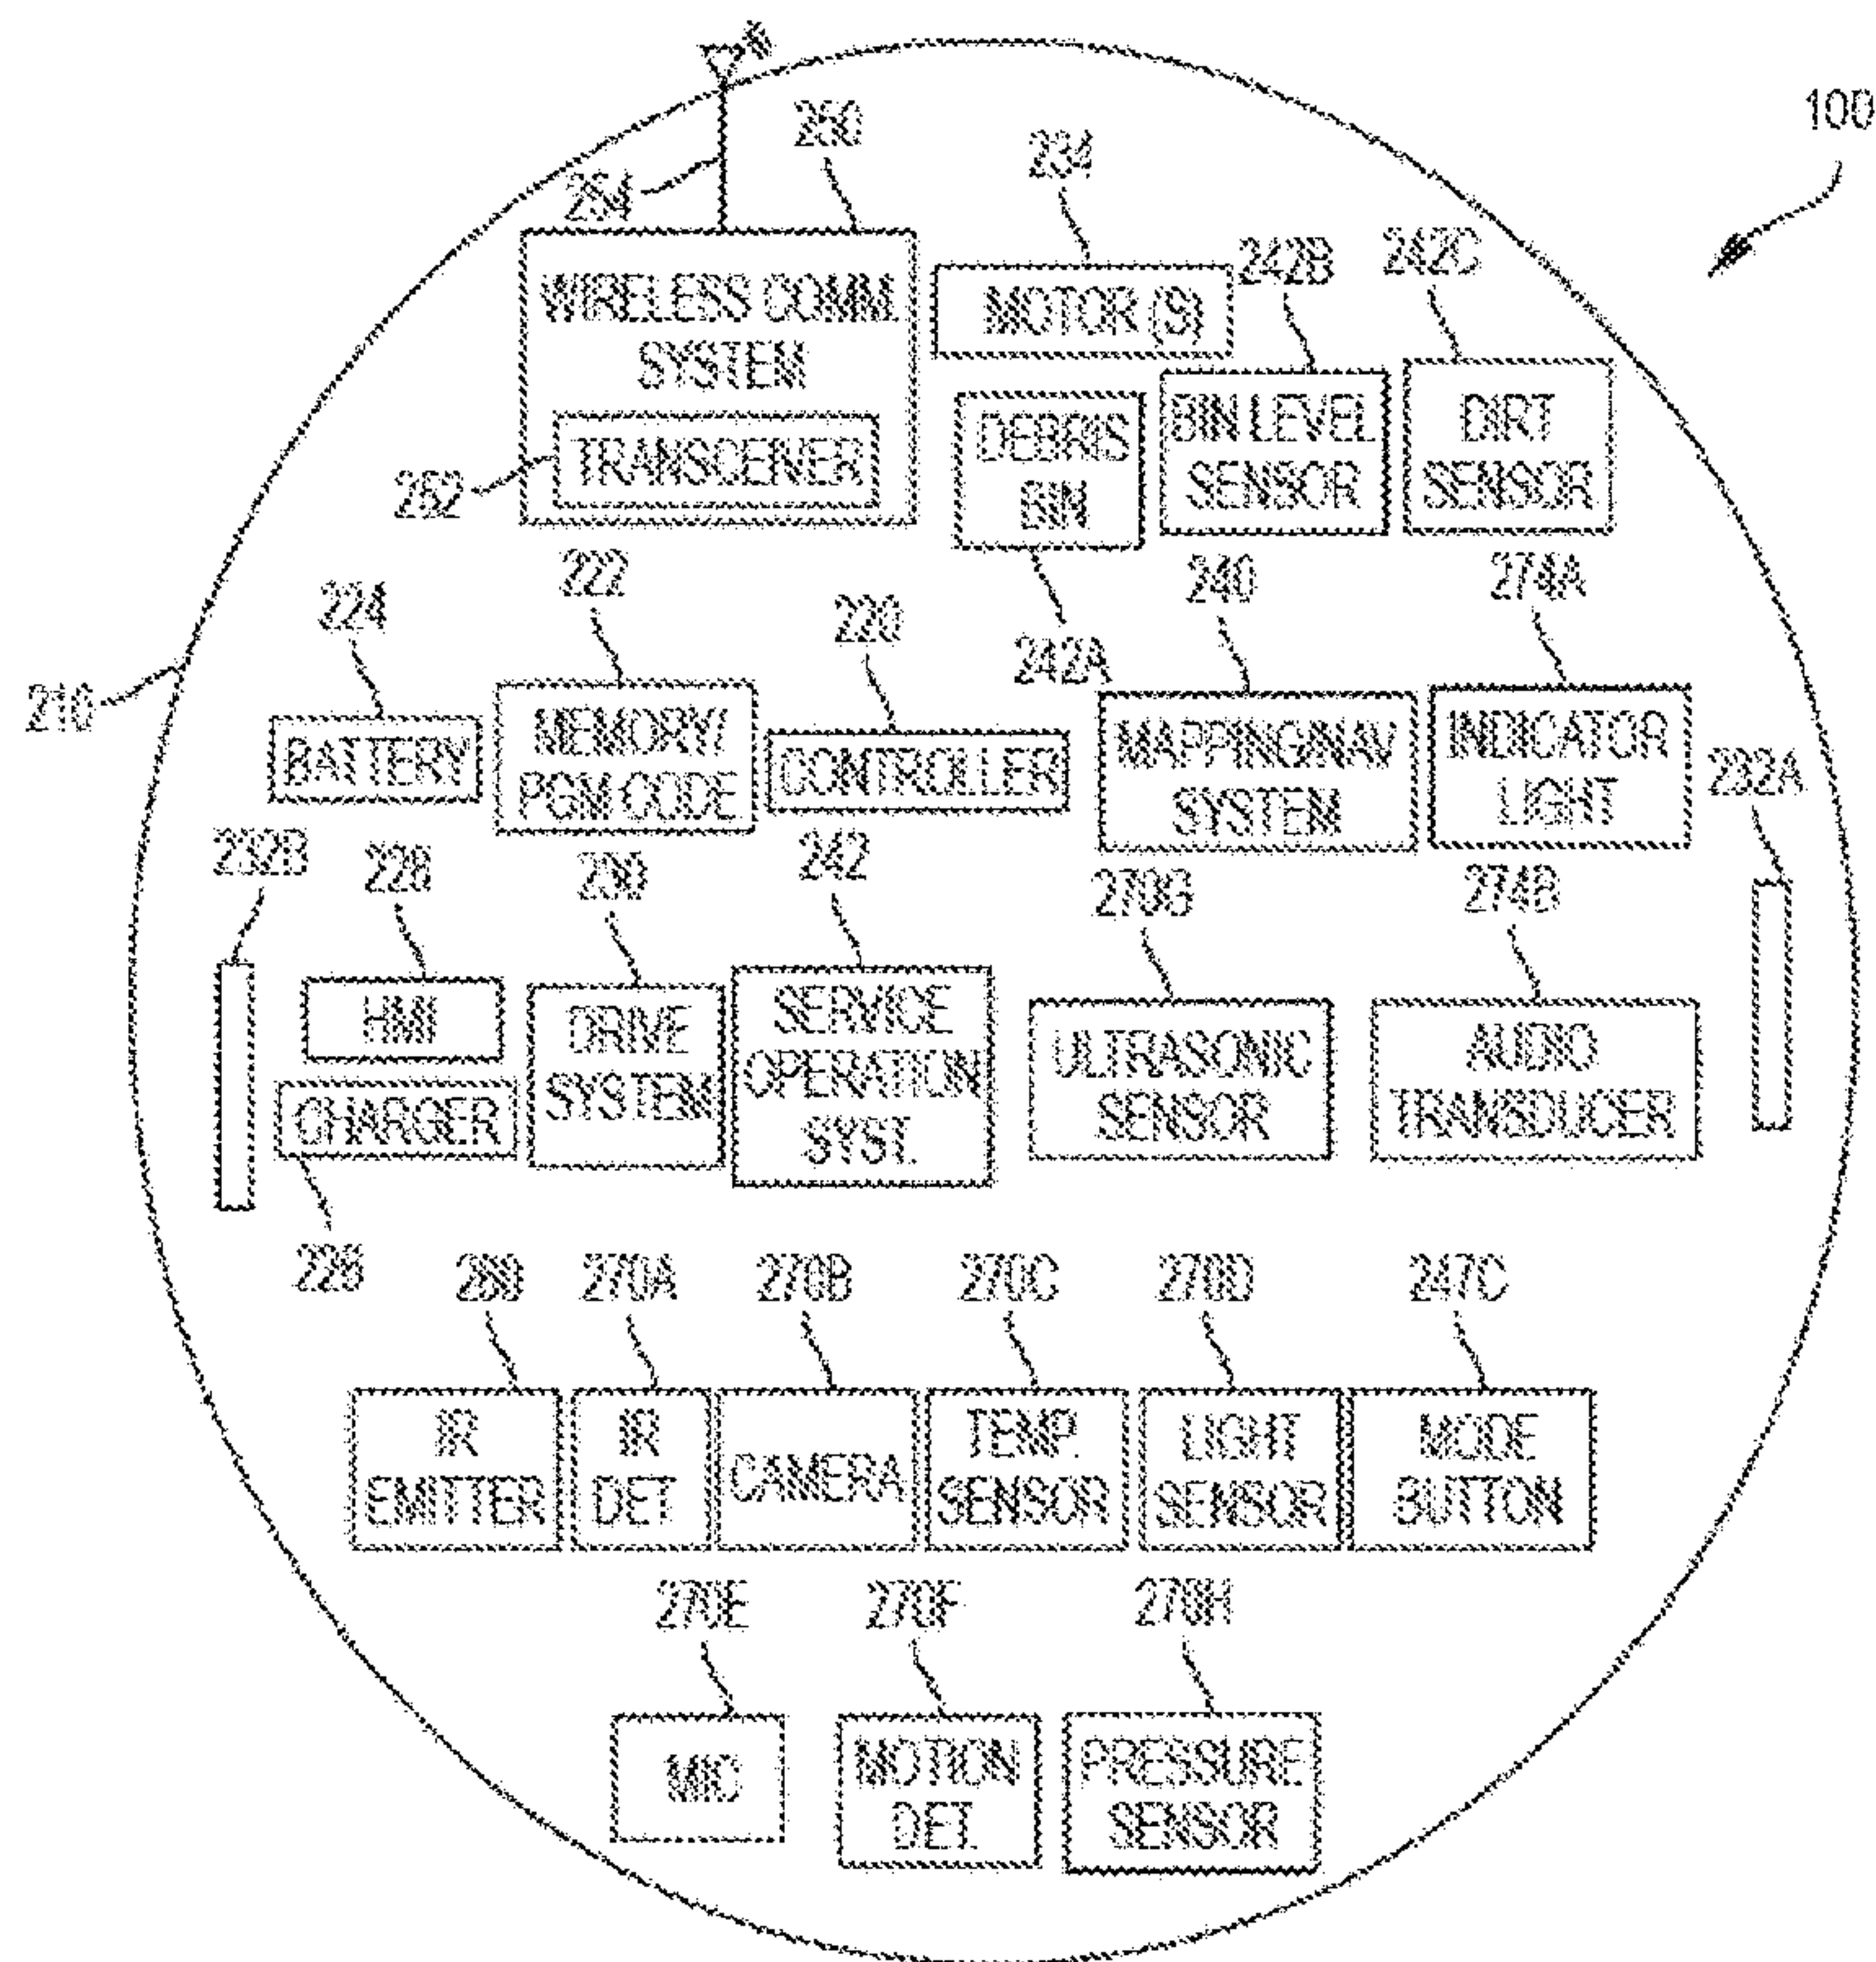 100
250
234
254
242B
242C
WIRELESS COMM.
SYSTEM
MOTOR (S)
TRANSCEIVER
252
DEBRIS
BIN
BIN LEVEL
SENSOR
DIRT
SENSOR
222
240
274A
224
220
242A
210
BATTERY
MEMORY/
PGM CODE
CONTROLLER
MAPPING/NAV
SYSTEM
INDICATOR
LIGHT
232A
232B
228
230
242
270G
274B
HMI
DRIVE
SYSTEM
SERVICE
OPERATION
SYST.
ULTRASONIC
SENSOR
AUDIO
TRANSDUCER
CHARGER
226
280
270A
270B
270C
270D
247C
IR
EMITTER
IR
DET.
CAMERA
TEMP.
SENSOR
LIGHT
SENSOR
MODE
BUTTON
270E
270F
270H
MIC
MOTION
DET.
PRESSURE
SENSOR